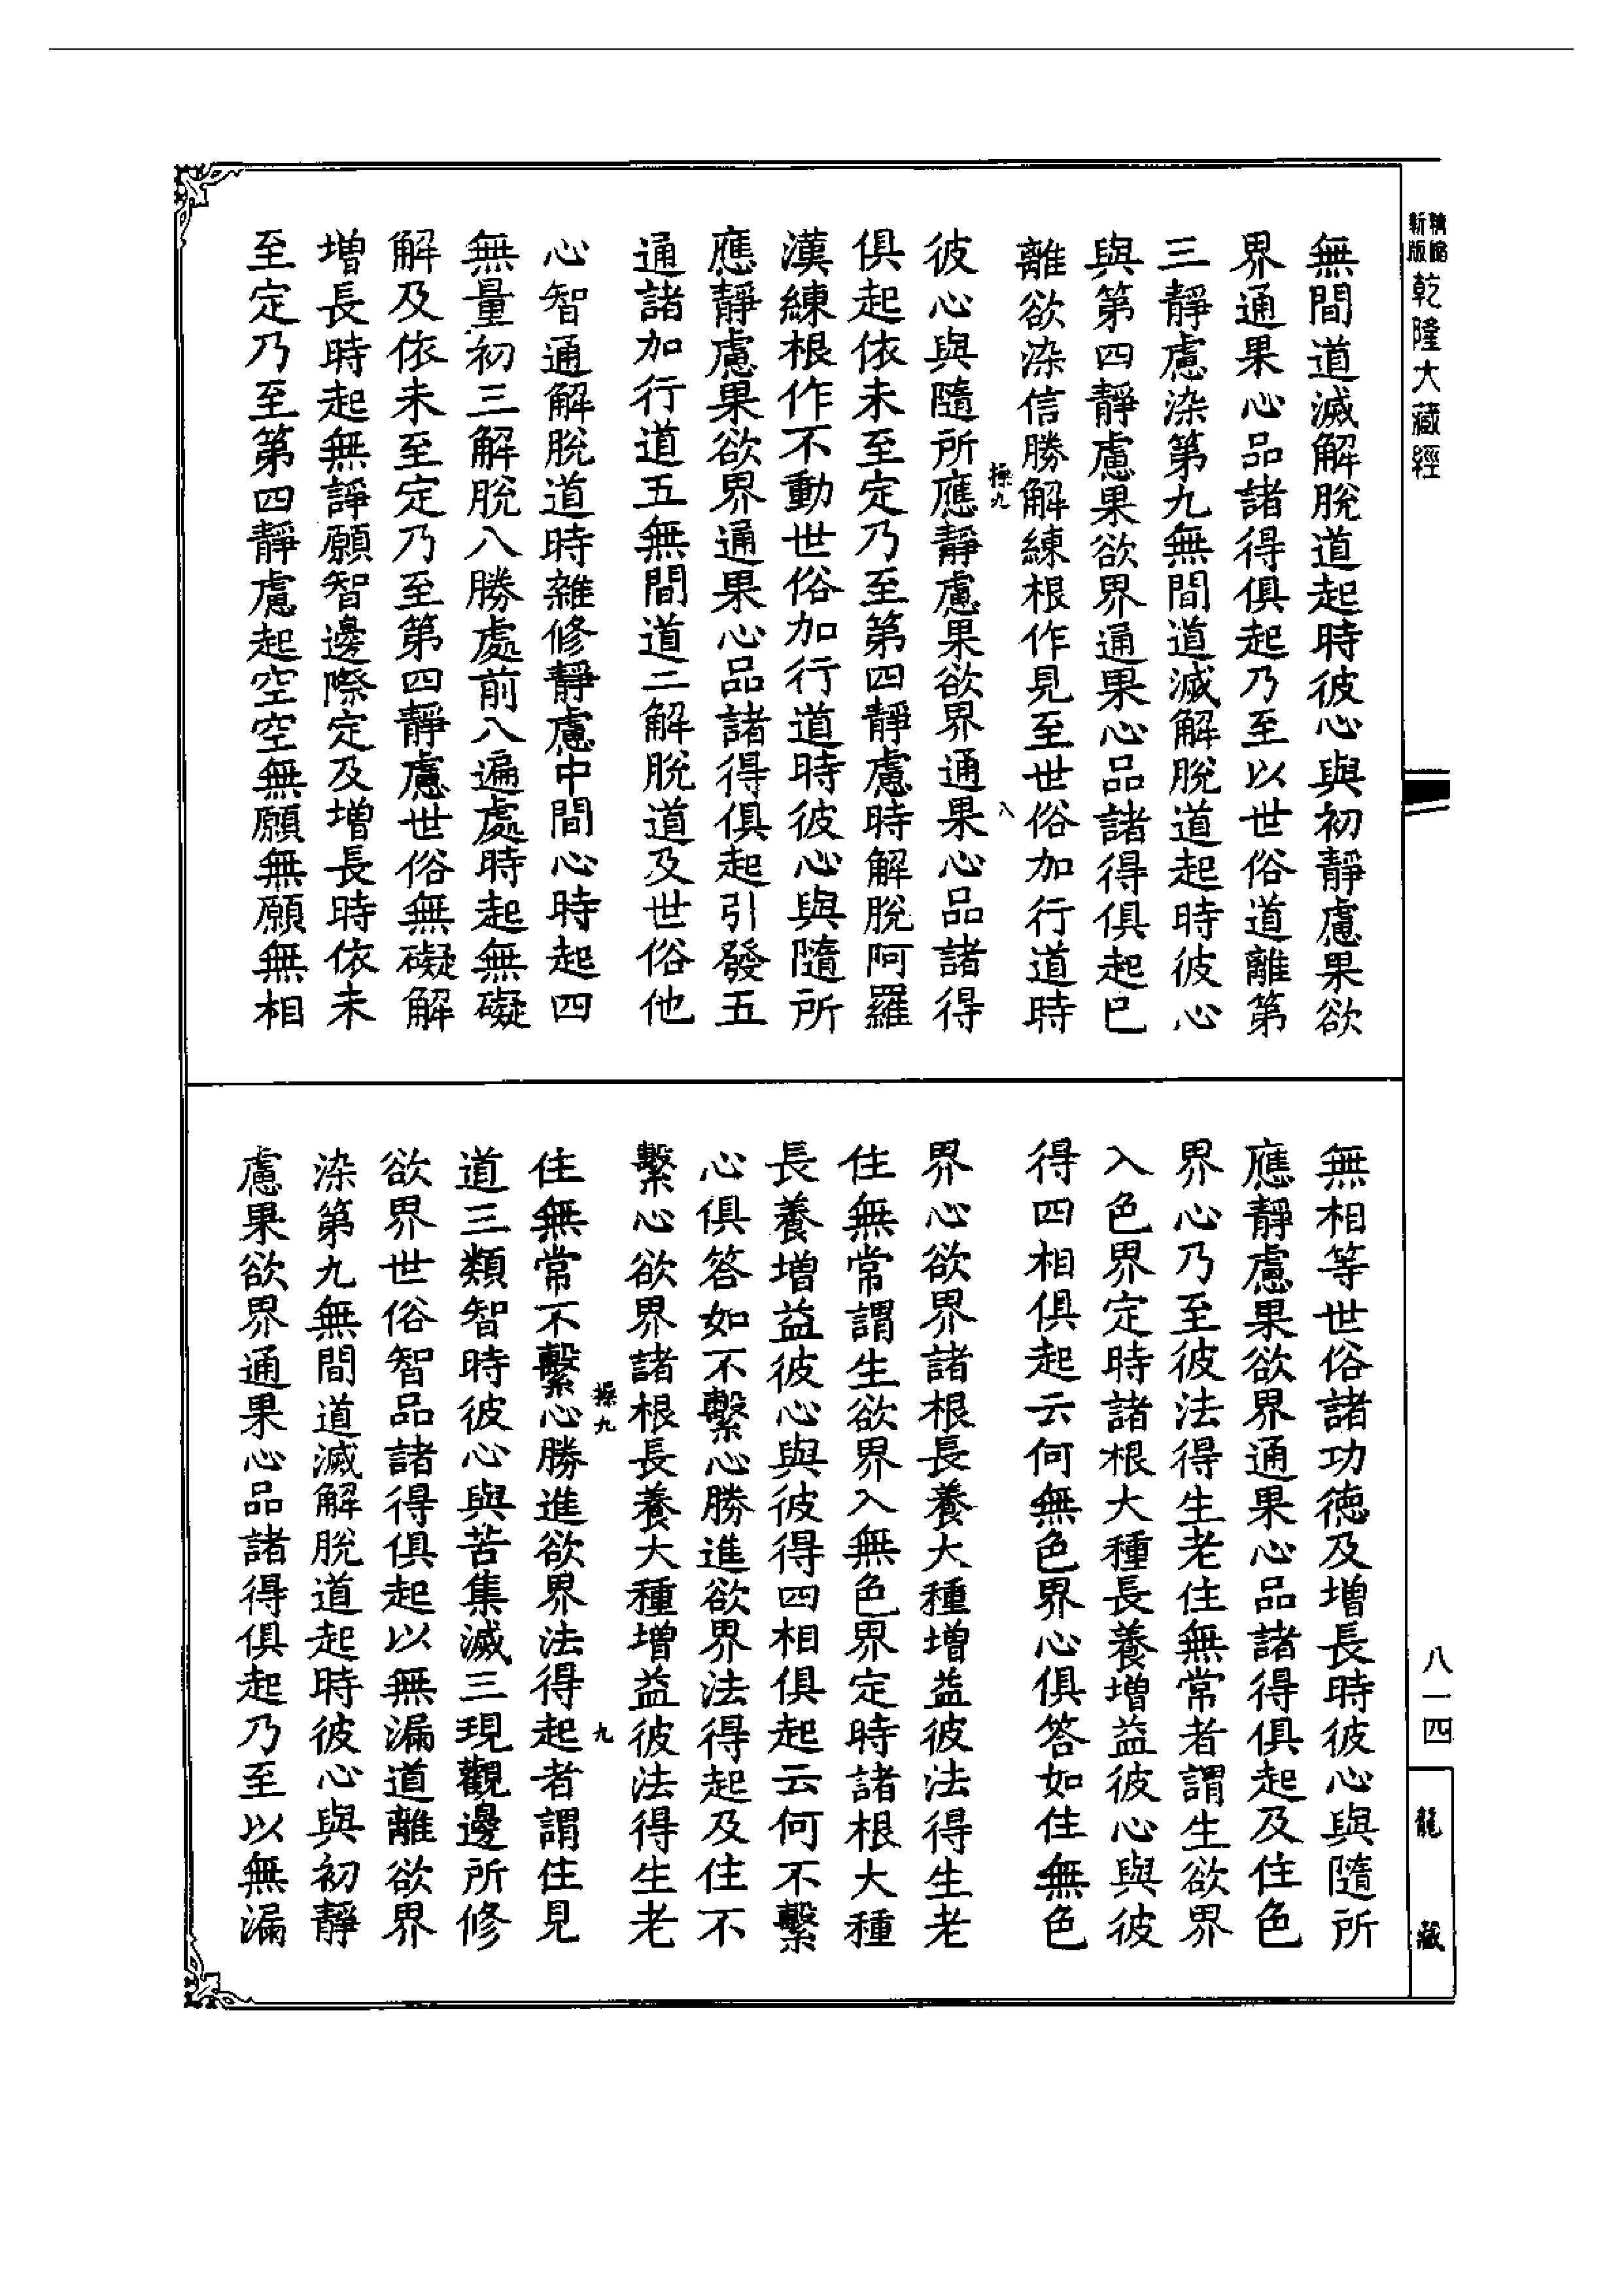 新版精縮乾隆大藏經
無間道滅解脫道起時彼心與初靜慮果欲
界通果心品諸得俱起乃至以世俗道離第
三靜慮染第九無間道滅解脫道起時彼心
與第四靜慮果欲界通果心品諸得俱起已
離欲染信勝解練根作見至世俗加行道時
操九
八
彼心與隨所應靜慮果欲界通果心品諸得
俱起依未至定乃至第四靜慮時解脫阿羅
漢練根作不動世俗加行道時彼心與隨所
應靜慮果欲界通果心品諸得俱起引發五
通諸加行道五無間道二解脫道及世俗他
心智通解脫道時雜修靜慮中間心時起四
無量初三解脫八勝處前八遍處時起無礙
解及依未至定乃至第四靜慮世俗無礙解
增長時起無諍願智邊際定及增長時依未
至定乃至第四靜慮起空空無願無願無相
無相等世俗諸功德及增長時彼心與隨所
應靜慮果欲界通果心品諸得俱起及住色
界心乃至彼法得生老住無常者謂生欲界
入色界定時諸根大種長養增益彼心與彼
得四相俱起云何無色界心俱答如住無色
界心欲界諸根長養大種增益彼法得生老
住無常謂生欲界入無色界定時諸根大種
長養增益彼心與彼得四相俱起云何不繫
心俱答如不繫心勝進欲界法得起及住不
繫心欲界諸根長養大種增益彼法得生老
操九
九
住無常不繫心勝進欲界法得起者謂住見
道三類智時彼心與苦集滅三現觀邊所修
欲界世俗智品諸得俱起以無漏道離欲界
染第九無間道滅解脫道起時彼心與初靜
慮果欲界通果心品諸得俱起乃至以無漏
八一四
龍藏